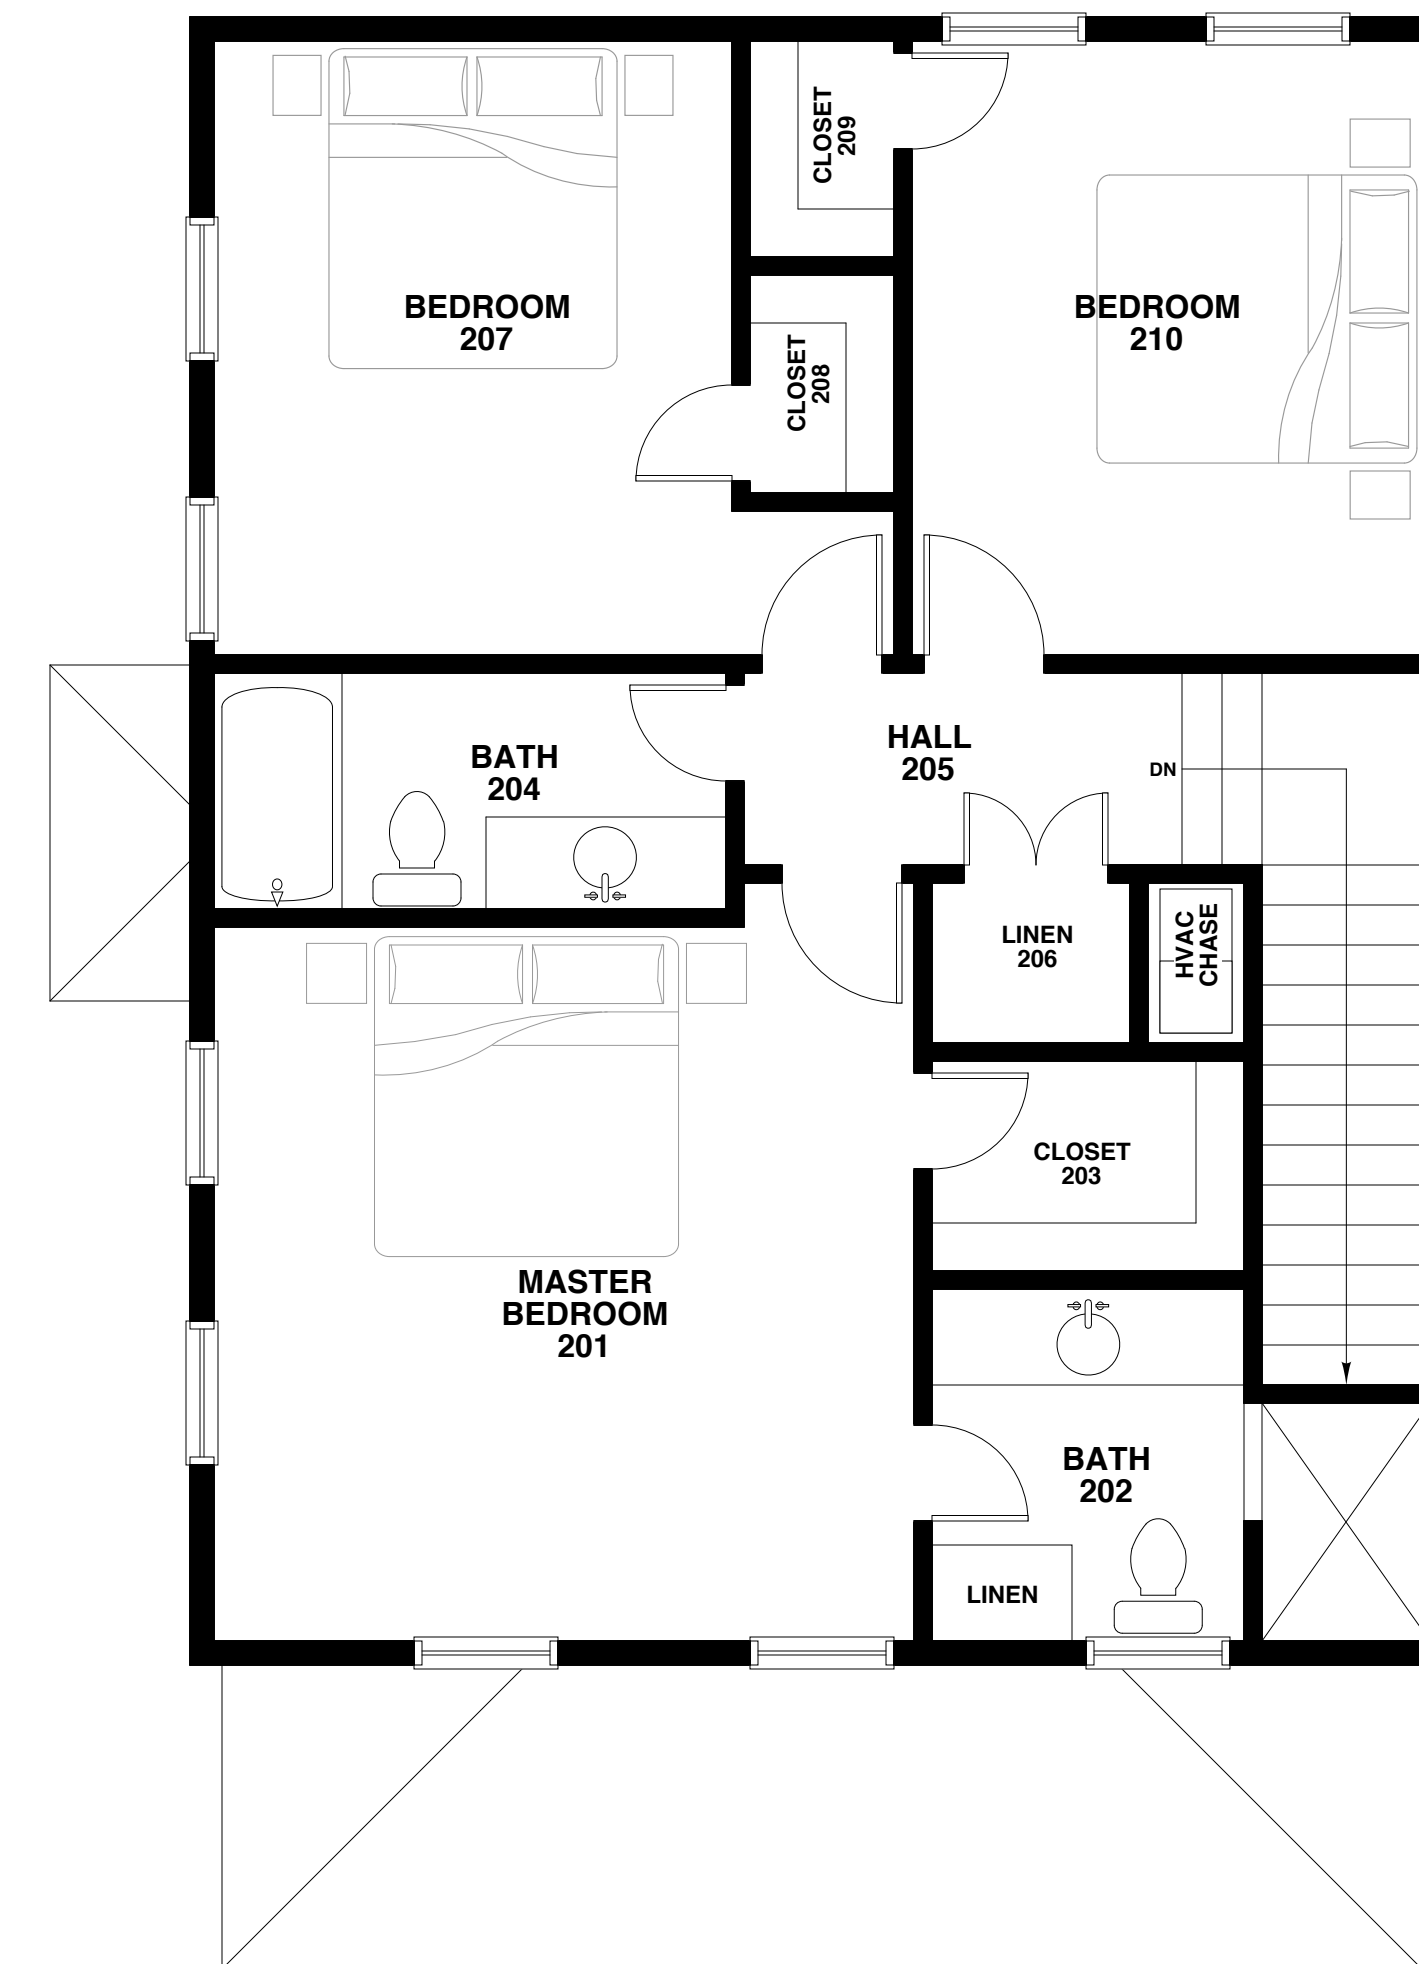 CLOSET
209
BEDROOM
207
BEDROOM
210
CLOSET
208
HALL
205
BATH
204
DN
LINEN
206
HVAC
CHASE
CLOSET
203
MASTER
BEDROOM
201
BATH
202
LINEN